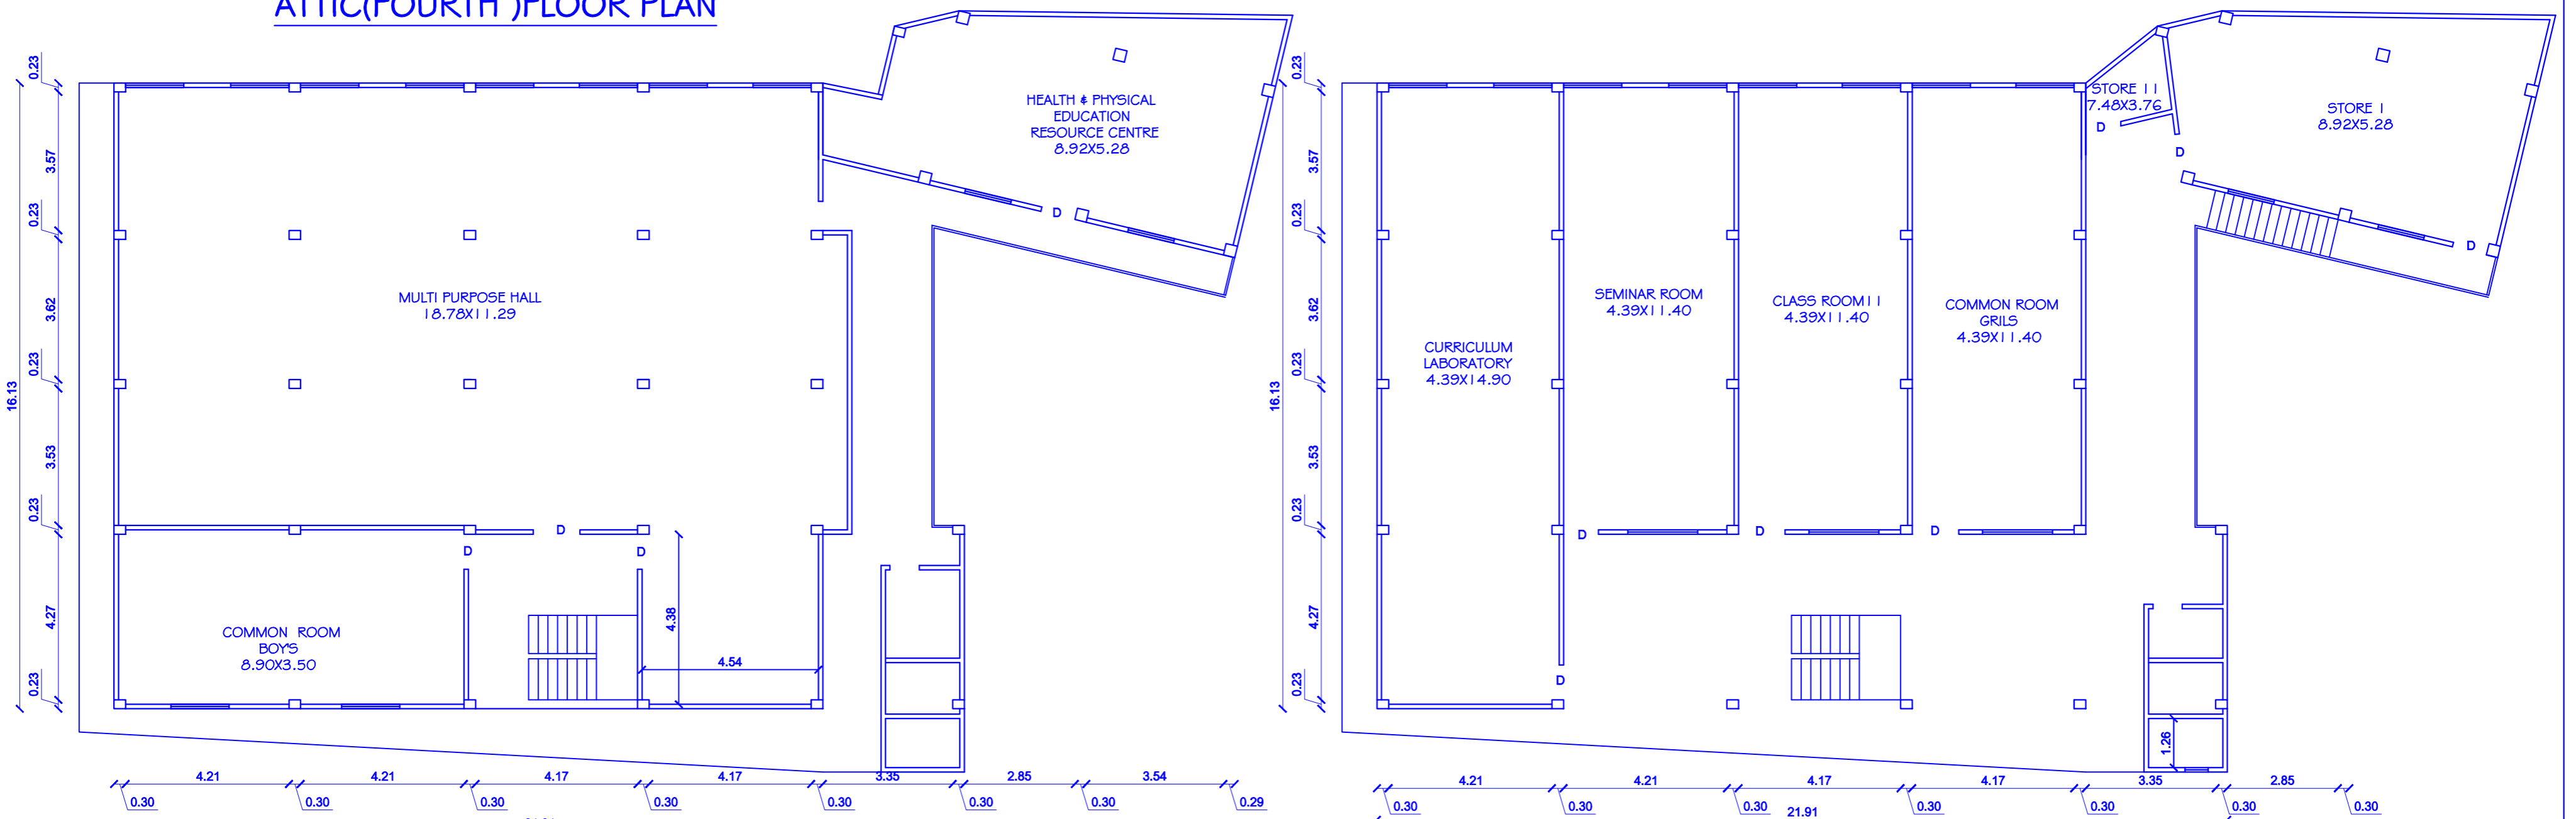 ATTIC(FOURTH )FLOOR PLAN
HEALTH & PHYSICAL
EDUCATION
RESOURCE CENTRE
8.92X5.28
MULTI PURPOSE HALL
18.78X11.29
COMMON ROOM
BOY'S
8.90X3.50
D
D
D
D
4.38
4.54
0.23
3.57
0.23
3.62
0.23
3.53
0.23
4.27
0.23
16.13
4.21
4.21
4.17
4.17
3.35
2.85
3.54
0.30
0.30
0.30
0.30
0.30
0.30
0.30
0.29
STORE 11
7.48X3.76
D
STORE 1
8.92X5.28
D
D
CURRICULUM
LABORATORY
4.39X14.90
SEMINAR ROOM
4.39X11.40
CLASS ROOM11
4.39X11.40
COMMON ROOM
GRILS
4.39X11.40
D
D
D
D
1.26
0.23
3.57
0.23
3.62
0.23
3.53
0.23
4.27
0.23
16.13
4.21
4.21
4.17
4.17
3.35
2.85
0.30
0.30
0.30
0.30
0.30
0.30
0.30
21.91